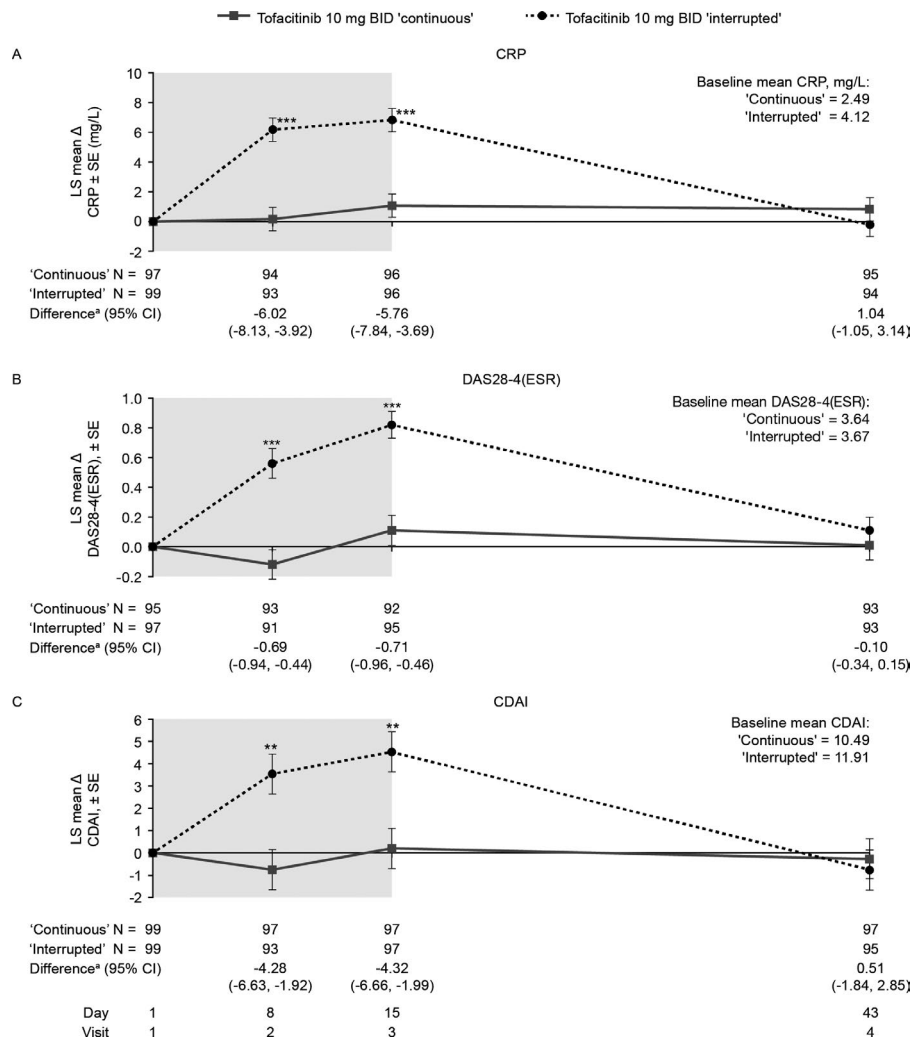 Tofacitinib 10 mg BID 'continuous' Tofacitinib 10 mg BID 'interrupted'
A CRP
LS mean Δ
CRP ± SE (mg/L)
10
8
6
4
2
0
-2
*** ***
Baseline mean CRP, mg/L:
'Continuous' = 2.49
'Interrupted' = 4.12
'Continuous' N = 97 94 96 95
'Interrupted' N = 99 93 96 94
Differenceᵃ (95% CI) -6.02 -5.76 1.04
(-8.13, -3.92) (-7.84, -3.69) (-1.05, 3.14)
B DAS28-4(ESR)
LS mean Δ
DAS28-4(ESR), ± SE
1.0
0.8
0.6
0.4
0.2
0.0
-0.2
*** ***
Baseline mean DAS28-4(ESR):
'Continuous' = 3.64
'Interrupted' = 3.67
'Continuous' N = 95 93 92 93
'Interrupted' N = 97 91 95 93
Differenceᵃ (95% CI) -0.69 -0.71 -0.10
(-0.94, -0.44) (-0.96, -0.46) (-0.34, 0.15)
C CDAI
LS mean Δ
CDAI, ± SE
6
5
4
3
2
1
0
-1
-2
** **
Baseline mean CDAI:
'Continuous' = 10.49
'Interrupted' = 11.91
'Continuous' N = 99 97 97 97
'Interrupted' N = 99 93 97 95
Differenceᵃ (95% CI) -4.28 -4.32 0.51
(-6.63, -1.92) (-6.66, -1.99) (-1.84, 2.85)
Day 1 8 15 43
Visit 1 2 3 4